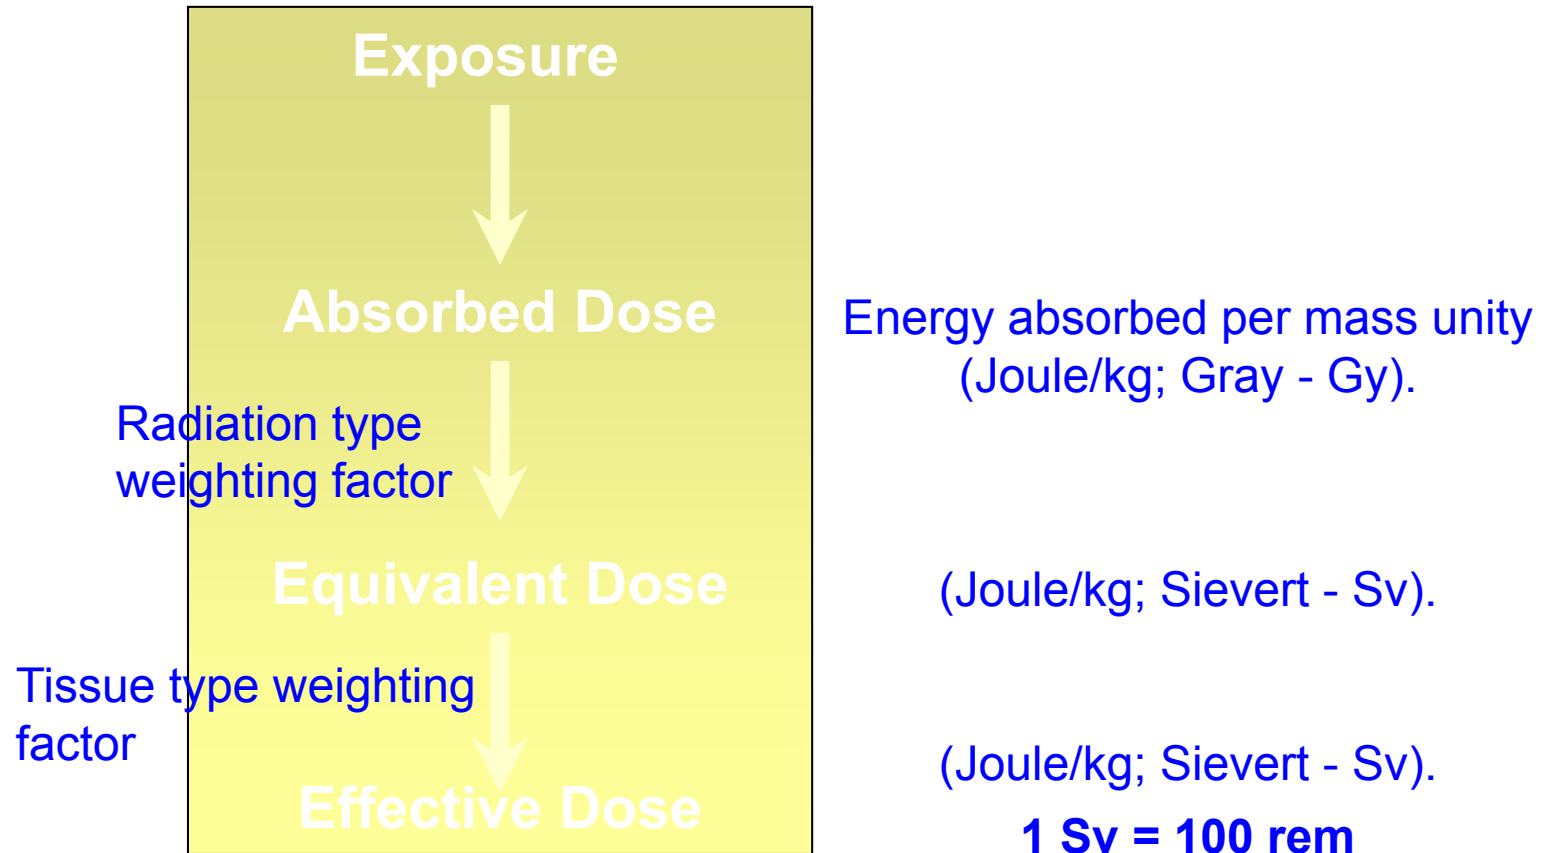 Exposure
Absorbed Dose
Energy absorbed per mass unity
(Joule/kg; Gray - Gy).
Radiation type
weighting factor
Equivalent Dose
(Joule/kg; Sievert - Sv).
Tissue type weighting
factor
(Joule/kg; Sievert - Sv).
Effective Dose
1 Sv = 100 rem